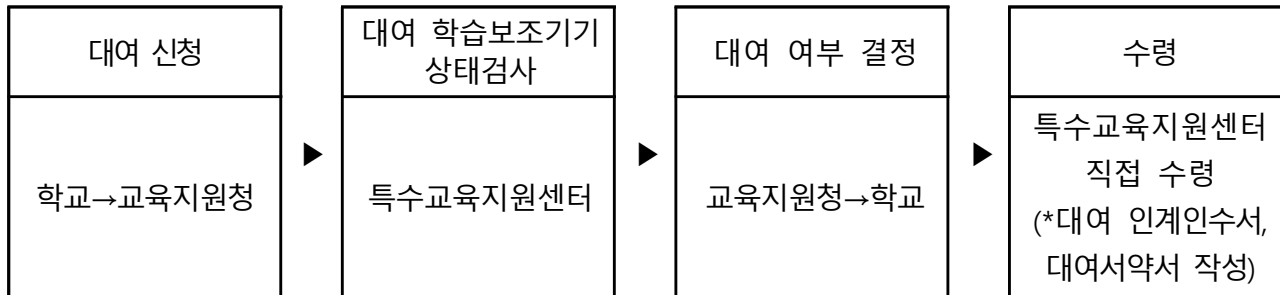 대여 신청
학교→교육지원청
▶
대여 학습보조기기
상태검사
특수교육지원센터
▶
대여 여부 결정
교육지원청→학교
▶
수령
특수교육지원센터
직접 수령
(*대여 인계인수서,
대여서약서 작성)